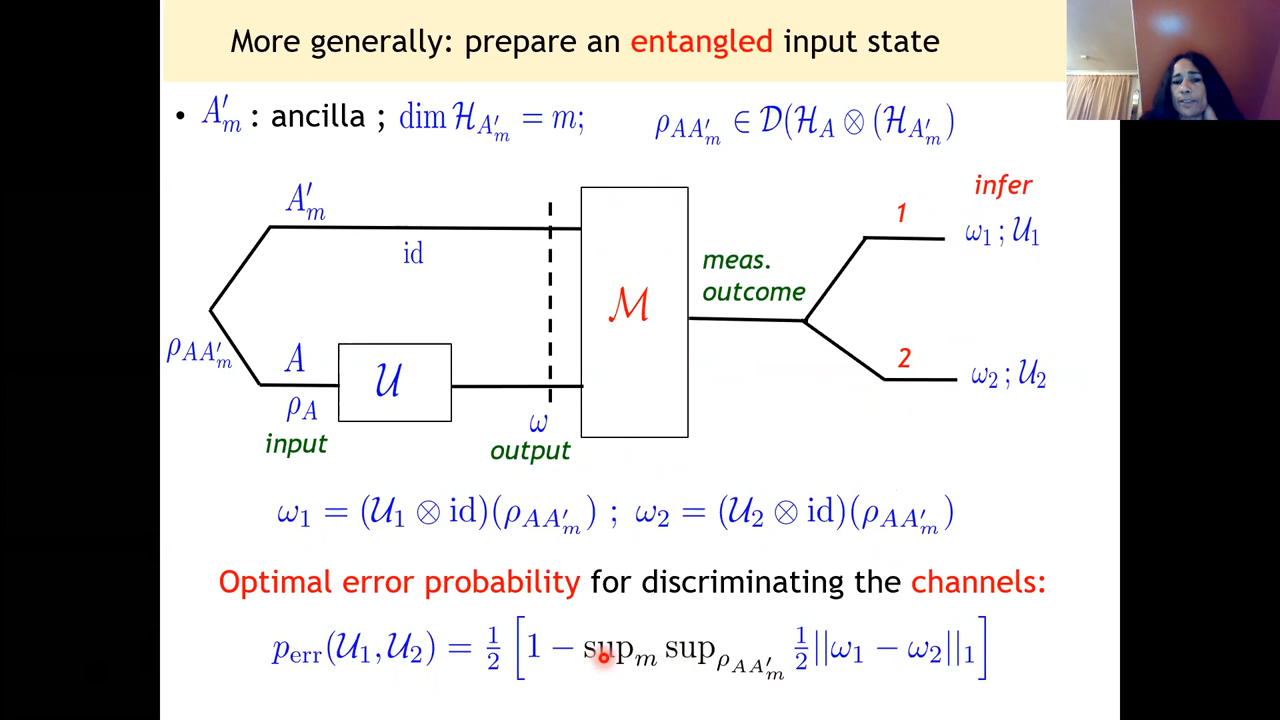 More generally: prepare an entangled input state
• A′ₘ : ancilla ; dim ℋ_{A′ₘ} = m; ρ_{AA′ₘ} ∈ 𝒟(ℋ_A ⊗ (ℋ_{A′ₘ})
infer
A′ₘ
1
ω₁ ; 𝒰₁
id
meas.
outcome
ℳ
ρ_{AA′ₘ}
A
𝒰
2
ω₂ ; 𝒰₂
ρ_A
ω
input
output
ω₁ = (𝒰₁ ⊗ id)(ρ_{AA′ₘ}) ; ω₂ = (𝒰₂ ⊗ id)(ρ_{AA′ₘ})
Optimal error probability for discriminating the channels:
p_{err}(𝒰₁, 𝒰₂) = ½ [1 − supₘ sup_{ρ_{AA′ₘ}} ½||ω₁ − ω₂||₁]